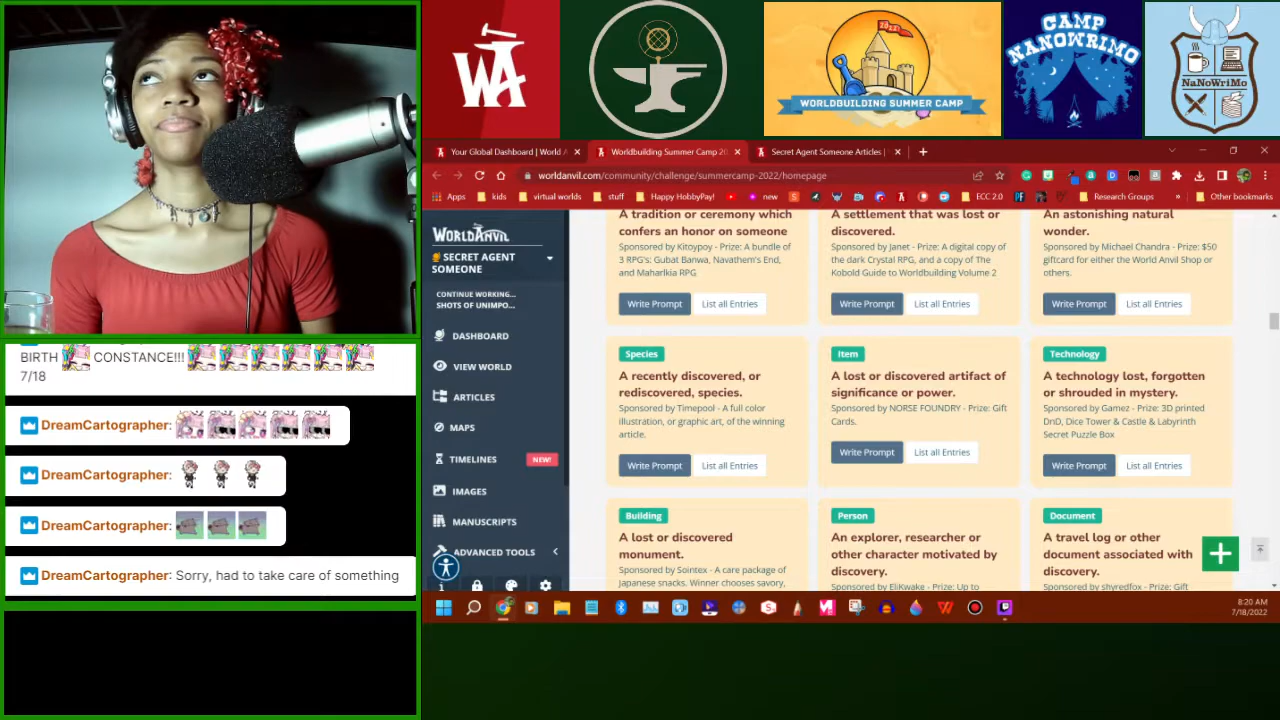 WA
2022
WORLDBUILDING SUMMER CAMP
CAMP
NANOWRIMO
NaNoWriMo
BIRTH CONSTANCE!!!
7/18
DreamCartographer:
DreamCartographer:
DreamCartographer:
DreamCartographer: Sorry, had to take care of something
Your Global Dashboard | World A
Worldbuilding Summer Camp 20
Secret Agent Someone Articles |
worldanvil.com/community/challenge/summercamp-2022/homepage
Apps
kids
virtual worlds
stuff
Happy HobbyPay!
new
ECC 2.0
Research Groups
Other bookmarks
WORLDANVIL
SECRET AGENT
SOMEONE
CONTINUE WORKING...
SHOTS OF UNIMPO...
DASHBOARD
VIEW WORLD
ARTICLES
MAPS
TIMELINES
NEW!
IMAGES
MANUSCRIPTS
ADVANCED TOOLS
A tradition or ceremony which
confers an honor on someone
Sponsored by Kitoypoy - Prize: A bundle of
3 RPG's: Gubat Banwa, Navathem's End,
and Maharlkia RPG
Write Prompt
List all Entries
A settlement that was lost or
discovered.
Sponsored by Janet - Prize: A digital copy of
the dark Crystal RPG, and a copy of The
Kobold Guide to Worldbuilding Volume 2
Write Prompt
List all Entries
An astonishing natural
wonder.
Sponsored by Michael Chandra - Prize: $50
giftcard for either the World Anvil Shop or
others.
Write Prompt
List all Entries
Species
A recently discovered, or
rediscovered, species.
Sponsored by Timepool - A full color
illustration, or graphic art, of the winning
article.
Write Prompt
List all Entries
Item
A lost or discovered artifact of
significance or power.
Sponsored by NORSE FOUNDRY - Prize: Gift
Cards.
Write Prompt
List all Entries
Technology
A technology lost, forgotten
or shrouded in mystery.
Sponsored by Gamez - Prize: 3D printed
DnD, Dice Tower & Castle & Labyrinth
Secret Puzzle Box
Write Prompt
List all Entries
Building
A lost or discovered
monument.
Sponsored by Sointex - A care package of
Japanese snacks. Winner chooses savory,
Person
An explorer, researcher or
other character motivated by
discovery.
Sponsored by EliKwake - Prize: Up to
Document
A travel log or other
document associated with
discovery.
Sponsored by shyredfox - Prize: Gift
8:20 AM
7/18/2022